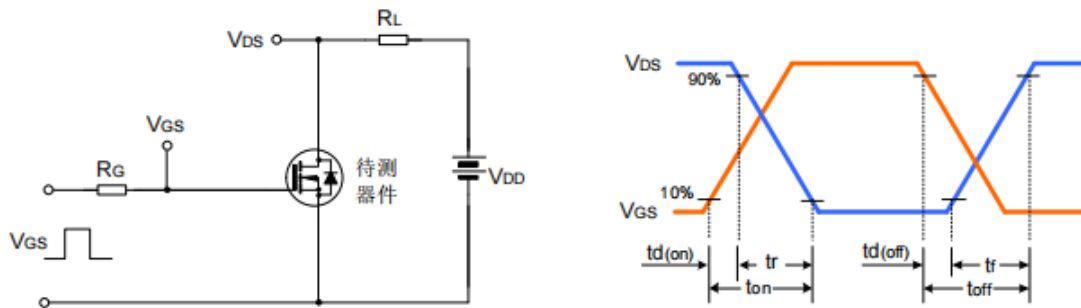 RL
VDS
VGS
RG
待测
器件
VDD
VGS
VDS
90%
10%
VGS
td(on)
tr
ton
td(off)
tf
toff